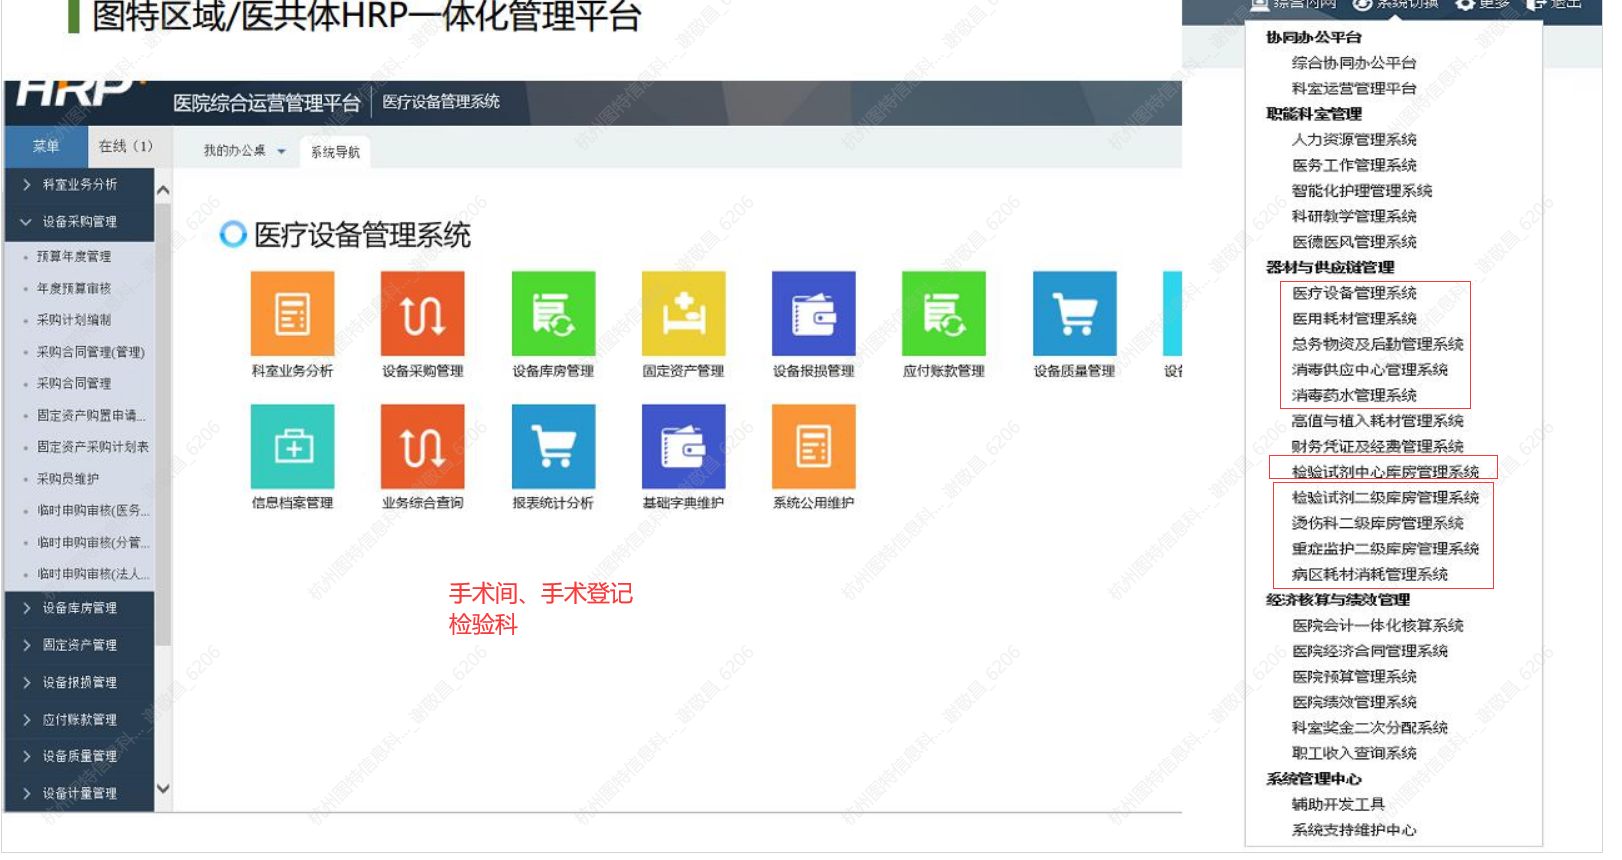 图特区域/医共体HRP一体化管理平台
综合内网 系统切换 更多 退出
HRP+
医院综合运营管理平台 医疗设备管理系统
菜单 在线（1） 我的办公桌 系统导航
科室业务分析
设备采购管理
预算年度管理
年度预算审核
采购计划编制
采购合同管理(管理)
采购合同管理
固定资产购置申请...
固定资产采购计划表
采购员维护
临时申购审核(医务...
临时申购审核(分管...
临时申购审核(法人...
设备库房管理
固定资产管理
设备报损管理
应付账款管理
设备质量管理
设备计量管理
医疗设备管理系统
科室业务分析 设备采购管理 设备库房管理 固定资产管理 设备报损管理 应付账款管理 设备质量管理 设
信息档案管理 业务综合查询 报表统计分析 基础字典维护 系统公用维护
手术间、手术登记
检验科
协同办公平台
综合协同办公平台
科室运营管理平台
职能科室管理
人力资源管理系统
医务工作管理系统
智能化护理管理系统
科研教学管理系统
医德医风管理系统
器材与供应链管理
医疗设备管理系统
医用耗材管理系统
总务物资及后勤管理系统
消毒供应中心管理系统
消毒药水管理系统
高值与植入耗材管理系统
财务凭证及经费管理系统
检验试剂中心库房管理系统
检验试剂二级库房管理系统
烫伤科二级库房管理系统
重症监护二级库房管理系统
病区耗材消耗管理系统
经济核算与绩效管理
医院会计一体化核算系统
医院经济合同管理系统
医院预算管理系统
医院绩效管理系统
科室奖金二次分配系统
职工收入查询系统
系统管理中心
辅助开发工具
系统支持维护中心
杭州图特信息科... 谢敬昌_6206